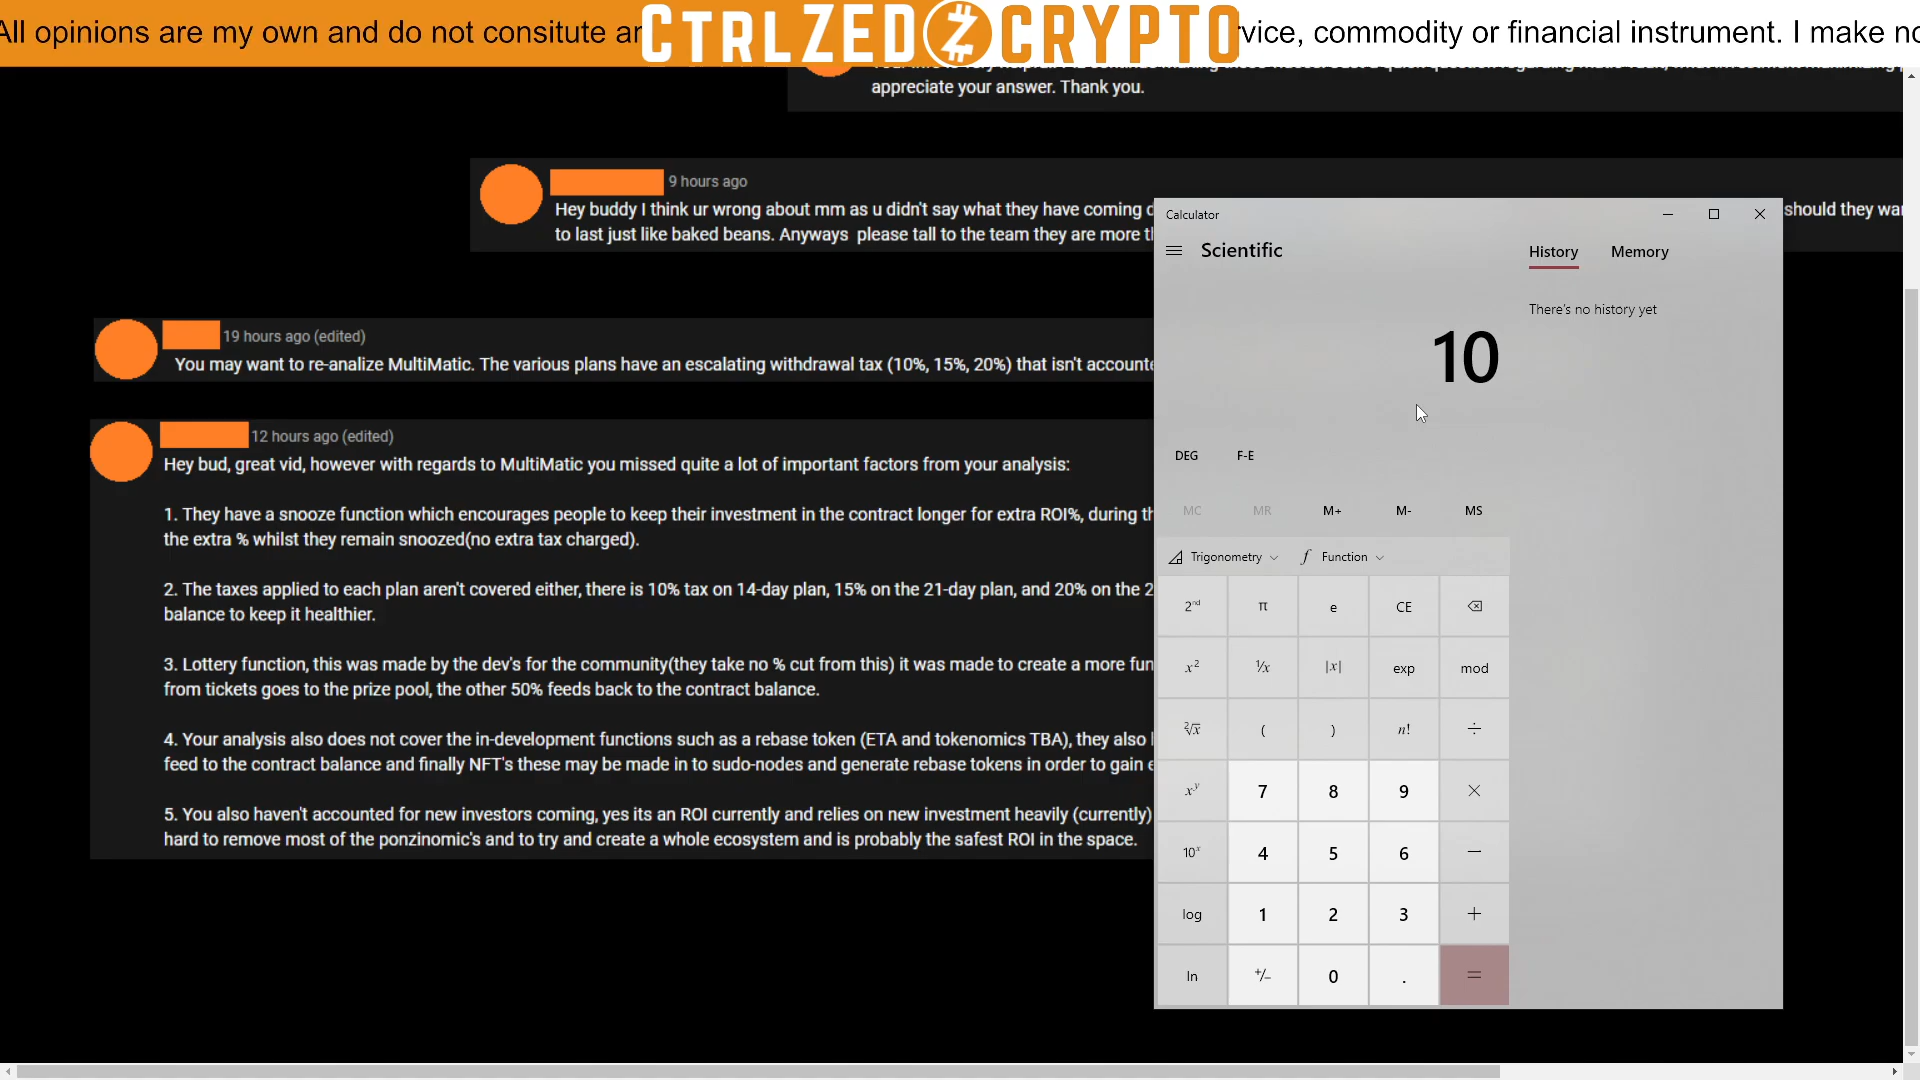 All opinions are my own and do not consitute an
CTRLZED CRYPTO
rvice, commodity or financial instrument. I make no
appreciate your answer. Thank you.
9 hours ago
Hey buddy I think ur wrong about mm as u didn't say what they have coming
should they
to last just like baked beans. Anyways please tall to the team they are more
19 hours ago (edited)
You may want to re-analize MultiMatic. The various plans have an escalating withdrawal tax (10%, 15%, 20%) that isn't
12 hours ago (edited)
Hey bud, great vid, however with regards to MultiMatic you missed quite a lot of important factors from your analysis:
1. They have a snooze function which encourages people to keep their investment in the contract longer for extra ROI%, during
the extra % whilst they remain snoozed(no extra tax charged).
2. The taxes applied to each plan aren't covered either, there is 10% tax on 14-day plan, 15% on the 21-day plan, and 20% on the
balance to keep it healthier.
3. Lottery function, this was made by the dev's for the community(they take no % cut from this) it was made to create a more
from tickets goes to the prize pool, the other 50% feeds back to the contract balance.
4. Your analysis also does not cover the in-development functions such as a rebase token (ETA and tokenomics TBA), they also
feed to the contract balance and finally NFT's these may be made in to sudo-nodes and generate rebase tokens in order to gain
5. You also haven't accounted for new investors coming, yes its an ROI currently and relies on new investment heavily (currently)
hard to remove most of the ponzinomic's and to try and create a whole ecosystem and is probably the safest ROI in the space.
Calculator
Scientific
History Memory
There's no history yet
10
DEG F-E
MC MR M+ M- MS
Trigonometry Function
2nd π e CE
x² ¹/x |x| exp mod
²√x ( ) n! ÷
xʸ 7 8 9 ×
10ˣ 4 5 6 −
log 1 2 3 +
ln +/− 0 . =